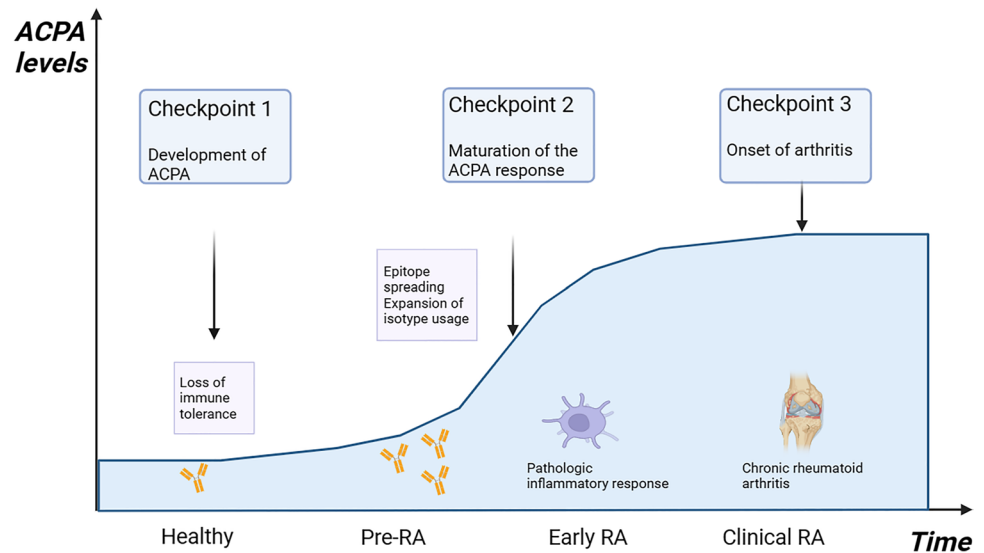 ACPA
levels
Checkpoint 1
Development of
ACPA
Checkpoint 2
Maturation of the
ACPA response
Checkpoint 3
Onset of arthritis
Epitope
spreading
Expansion of
isotype usage
Loss of
immune
tolerance
Pathologic
inflammatory response
Chronic rheumatoid
arthritis
Healthy
Pre-RA
Early RA
Clinical RA
Time